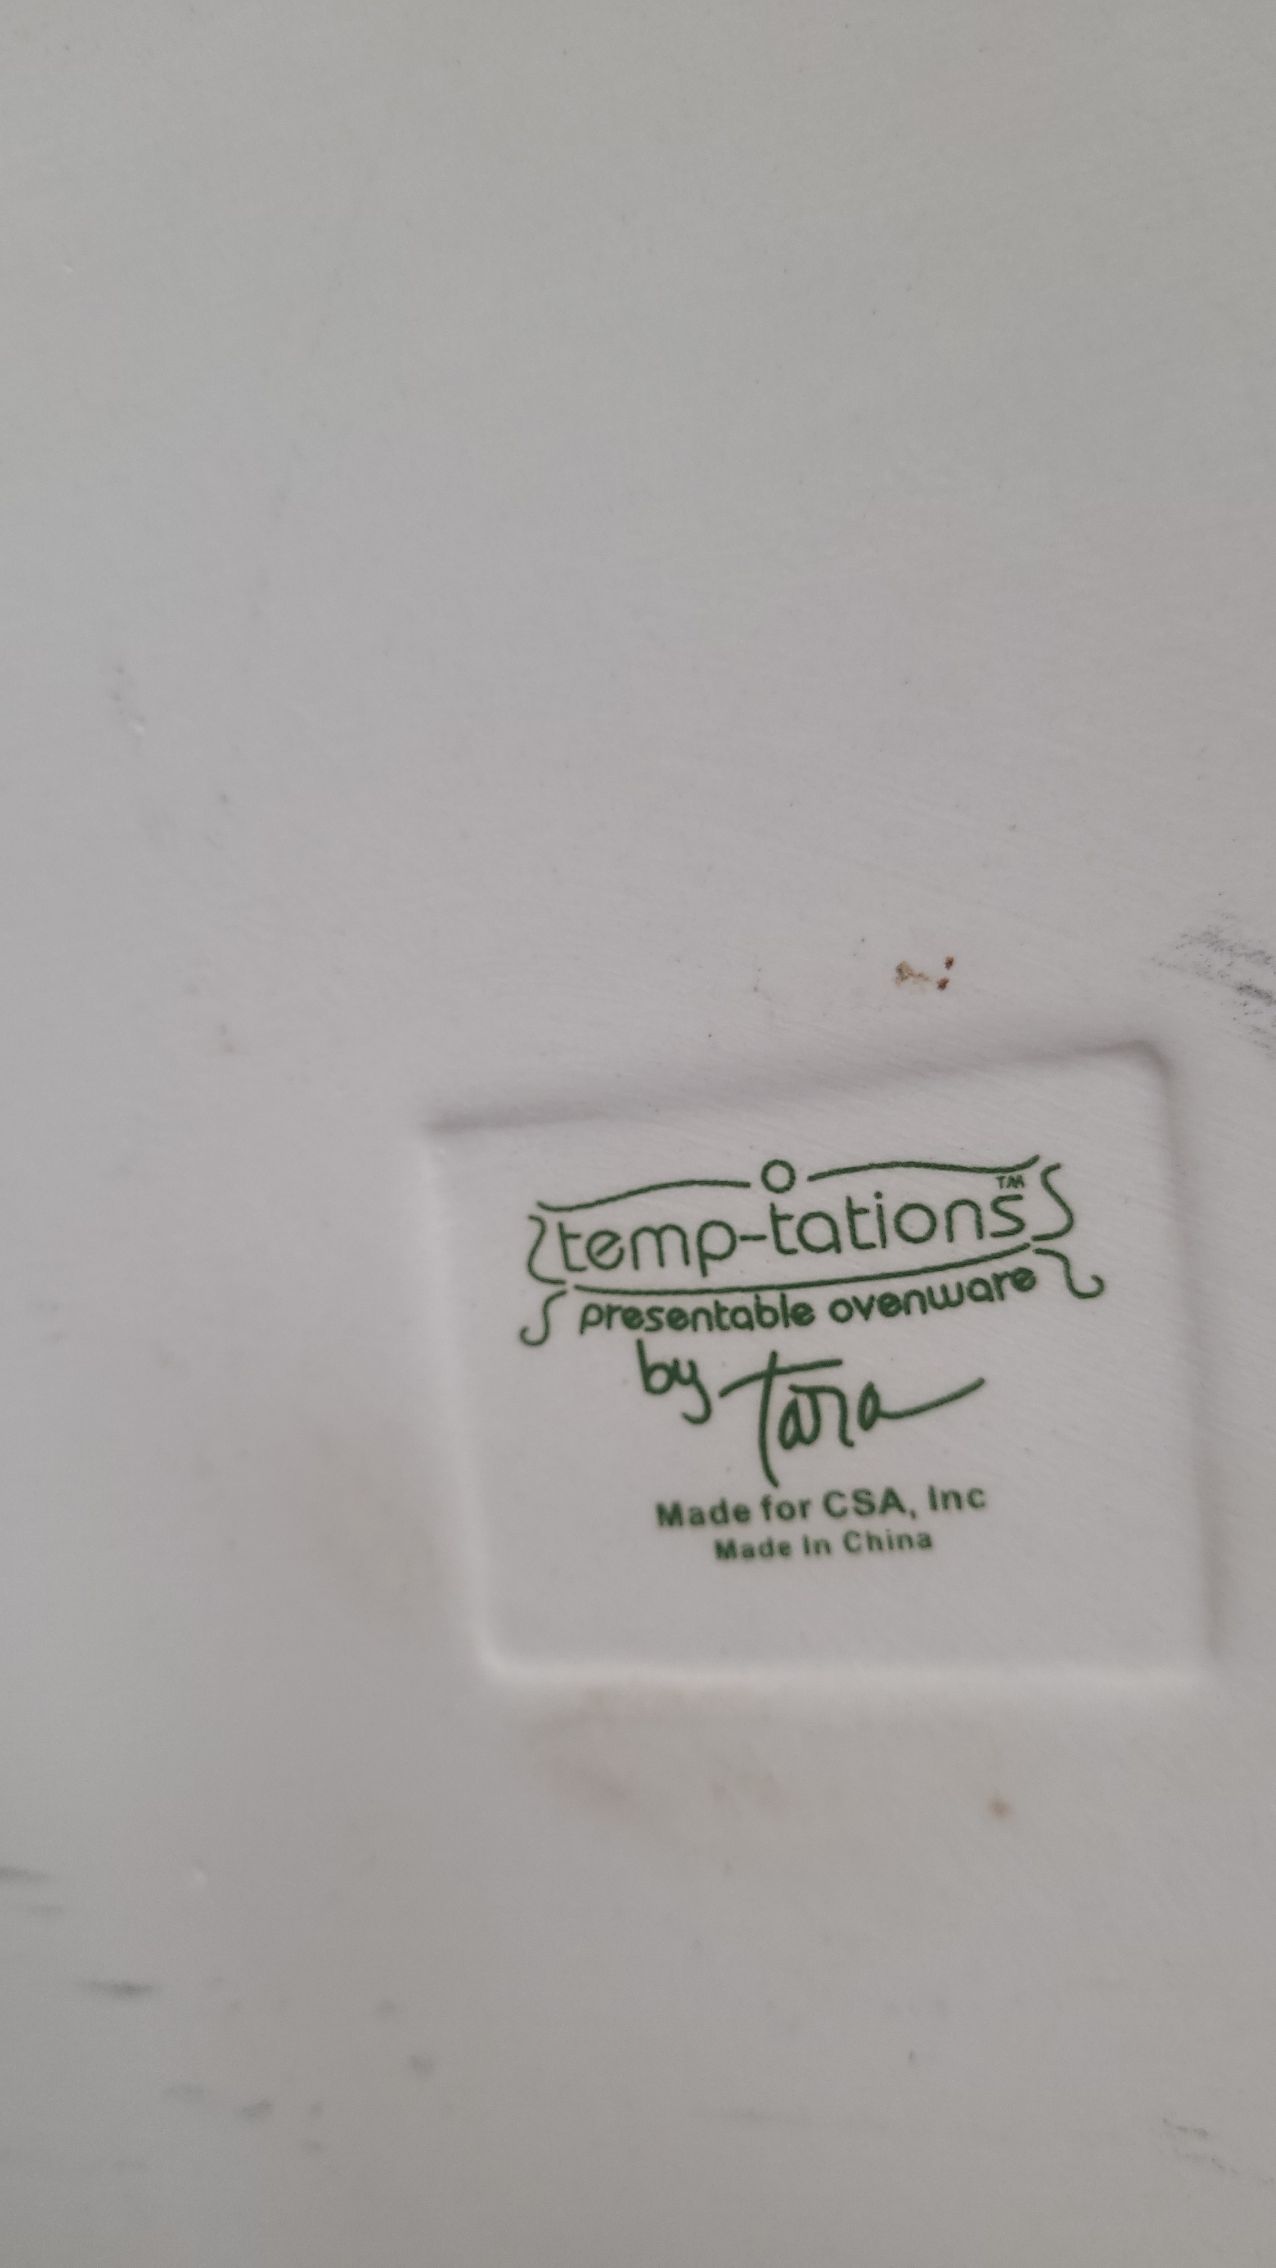 temp-tations™
presentable ovenware
by Tara
Made for CSA, Inc
Made In China